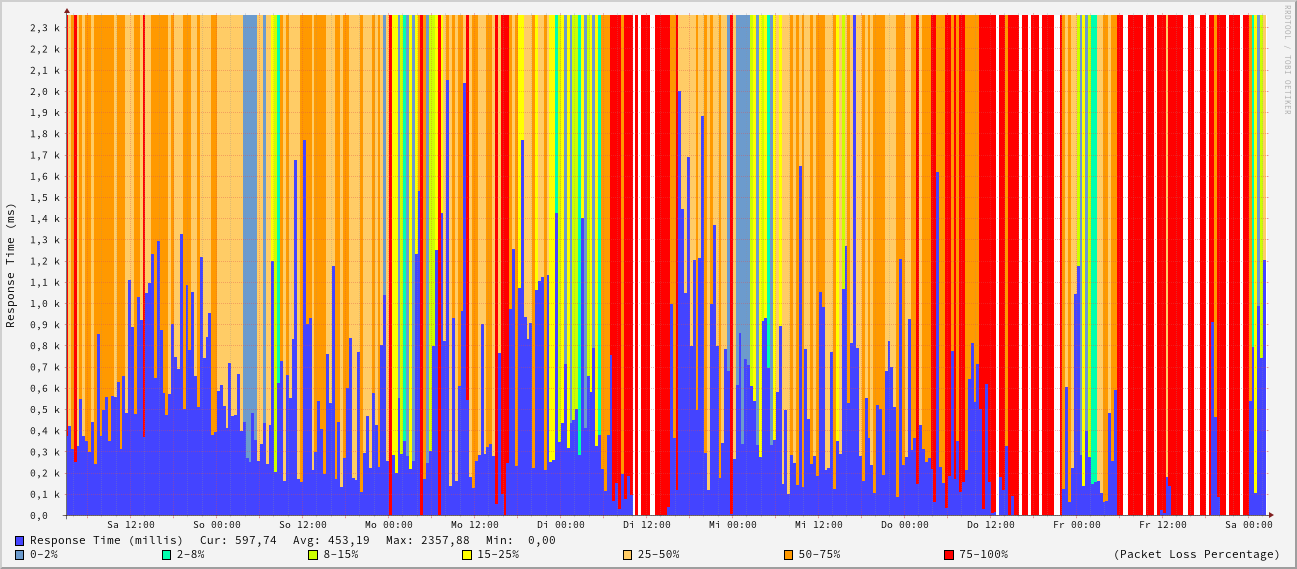 RRDTOOL / TOBI OETIKER
Response Time (ms)
2,3 k
2,2 k
2,1 k
2,0 k
1,9 k
1,8 k
1,7 k
1,6 k
1,5 k
1,4 k
1,3 k
1,2 k
1,1 k
1,0 k
0,9 k
0,8 k
0,7 k
0,6 k
0,5 k
0,4 k
0,3 k
0,2 k
0,1 k
0,0
Sa 12:00 So 00:00 So 12:00 Mo 00:00 Mo 12:00 Di 00:00 Di 12:00 Mi 00:00 Mi 12:00 Do 00:00 Do 12:00 Fr 00:00 Fr 12:00 Sa 00:00
Response Time (millis) Cur: 597,74 Avg: 453,19 Max: 2357,88 Min: 0,00
0-2% 2-8% 8-15% 15-25% 25-50% 50-75% 75-100% (Packet Loss Percentage)